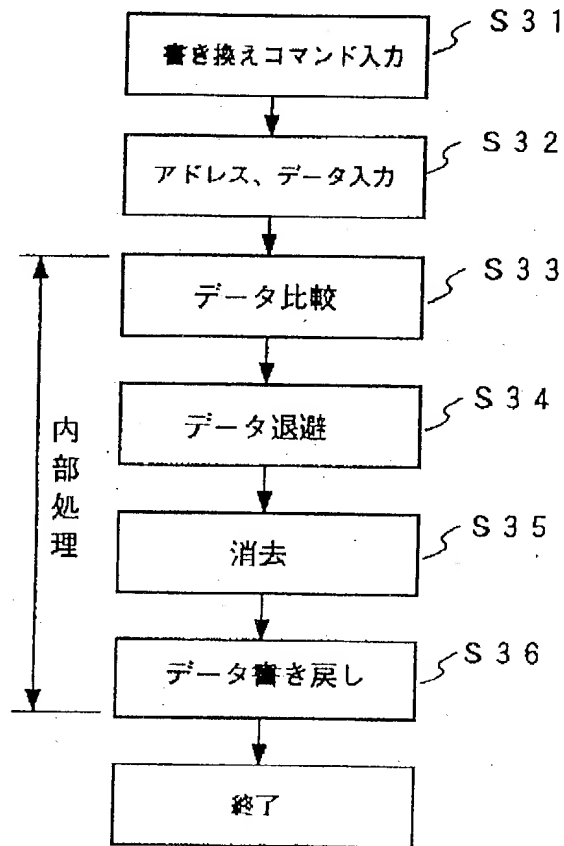 書き換えコマンド入力
S31
アドレス、データ入力
S32
データ比較
S33
データ退避
S34
消去
S35
データ書き戻し
S36
終了
内部処理